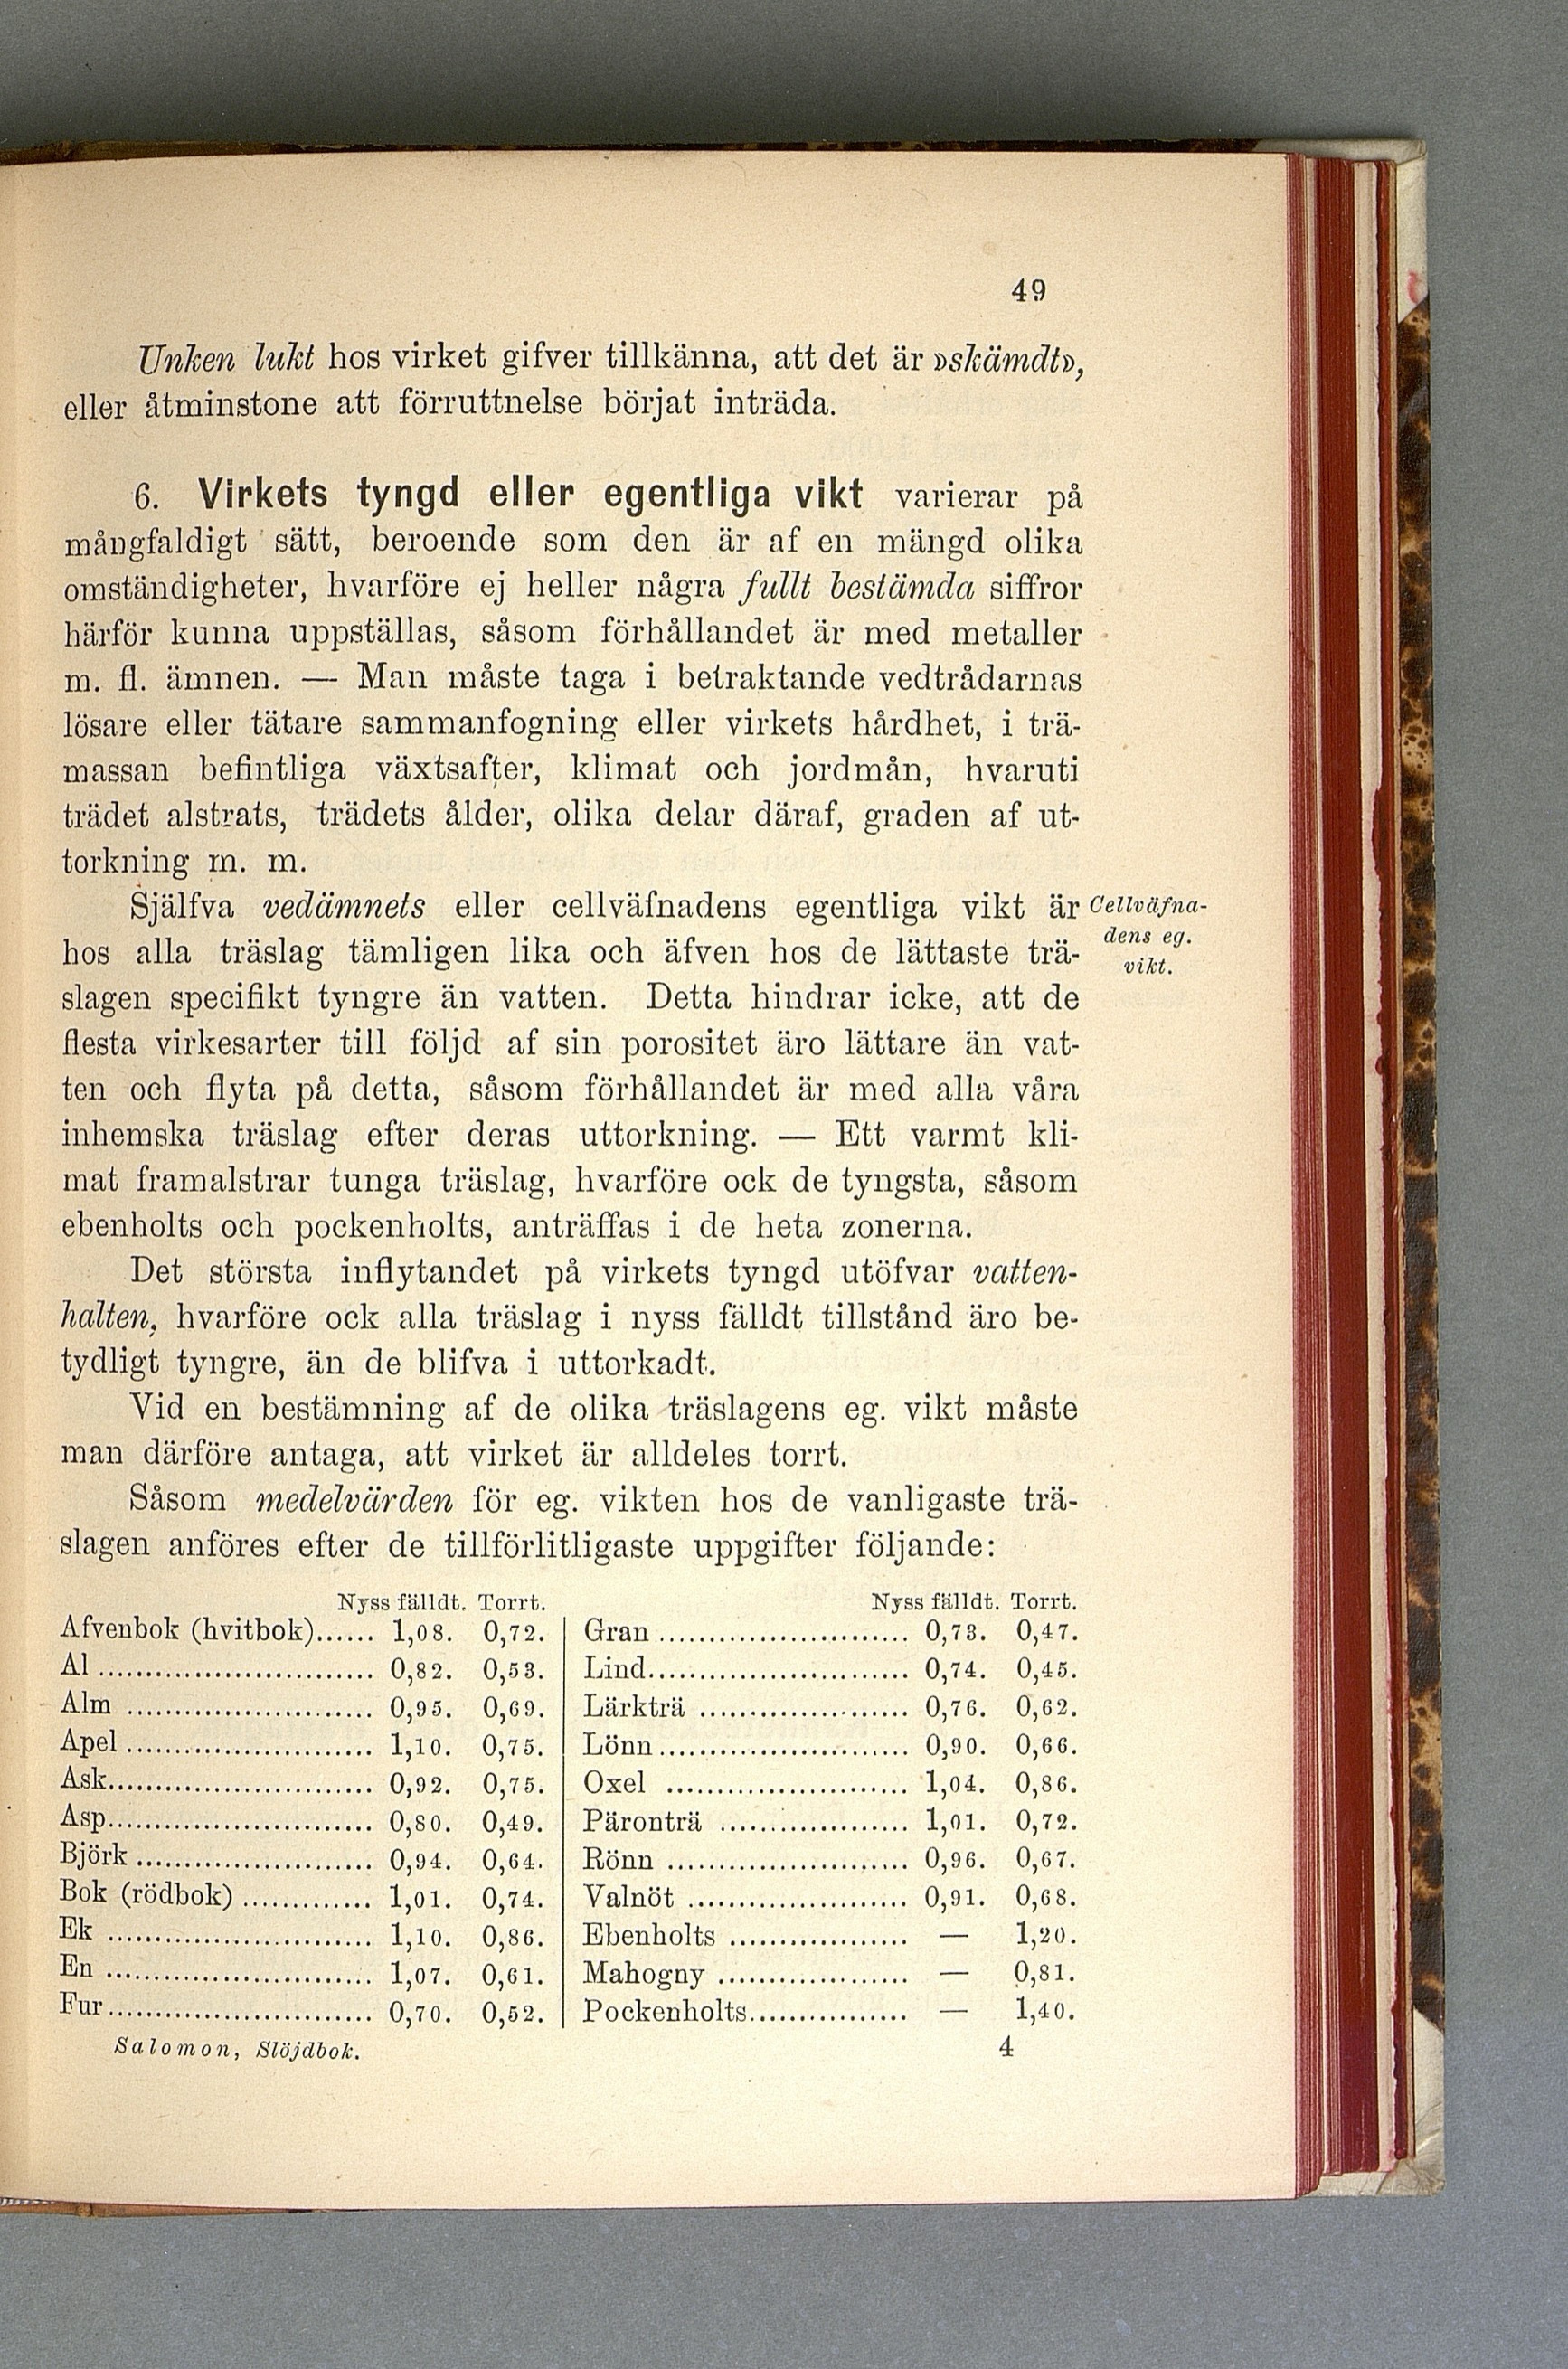 49
Unken lukt hos virket gifver tillkänna, att det är »skämdt»,
eller åtminstone att förruttnelse börjat inträda.
6. Virkets tyngd eller egentliga vikt varierar på
mångfaldigt sätt, beroende som den är af en mängd olika
omständigheter, hvarföre ej heller några fullt bestämda siffror
härför kunna uppställas, såsom förhållandet är med metaller
m. fl. ämnen. — Man måste taga i betraktande vedtrådarnas
lösare eller tätare sammanfogning eller virkets hårdhet, i trä-
massan befintliga växtsafter, klimat och jordmån, hvaruti
trädet alstrats, trädets ålder, olika delar däraf, graden af ut-
torkning m. m.
Själfva vedämnets eller cellväfnadens egentliga vikt är
hos alla träslag tämligen lika och äfven hos de lättaste trä-
slagen specifikt tyngre än vatten. Detta hindrar icke, att de
flesta virkesarter till följd af sin porositet äro lättare än vat-
ten och flyta på detta, såsom förhållandet är med alla våra
inhemska träslag efter deras uttorkning. — Ett varmt kli-
mat framalstrar tunga träslag, hvarföre ock de tyngsta, såsom
ebenholts och pockenholts, anträffas i de heta zonerna.
Cellväfna-
dens eg.
vikt.
Det största inflytandet på virkets tyngd utöfvar vatten-
halten, hvarföre ock alla träslag i nyss fälldt tillstånd äro be-
tydligt tyngre, än de blifva i uttorkadt.
Vid en bestämning af de olika träslagens eg. vikt måste
man därföre antaga, att virket är alldeles torrt.
Såsom medelvärden för eg. vikten hos de vanligaste trä-
slagen anföres efter de tillförlitligaste uppgifter följande:
Nyss fälldt. Torrt.
Afvenbok (hvitbok)...... 1,08. 0,72.
Al ............................ 0,82. 0,53.
Alm .......................... 0,95. 0,69.
Apel .......................... 1,10. 0,75.
Ask............................ 0,92. 0,75.
Asp............................ 0,80. 0,49.
Björk ......................... 0,94. 0,64.
Bok (rödbok) .............. 1,01. 0,74.
Ek ............................ 1,10. 0,86.
En ............................ 1,07. 0,61.
Fur............................ 0,70. 0,52.
Nyss fälldt. Torrt.
Gran .......................... 0,73. 0,47.
Lind........................... 0,74. 0,45.
Lärkträ ...................... 0,76. 0,62.
Lönn.......................... 0,90. 0,66.
Oxel ......................... 1,04. 0,86.
Päronträ .................... 1,01. 0,72.
Rönn ......................... 0,96. 0,67.
Valnöt ....................... 0,91. 0,68.
Ebenholts ................... — 1,20.
Mahogny .................... — 0,81.
Pockenholts................. — 1,40.
Salomon, Slöjdbok. 4